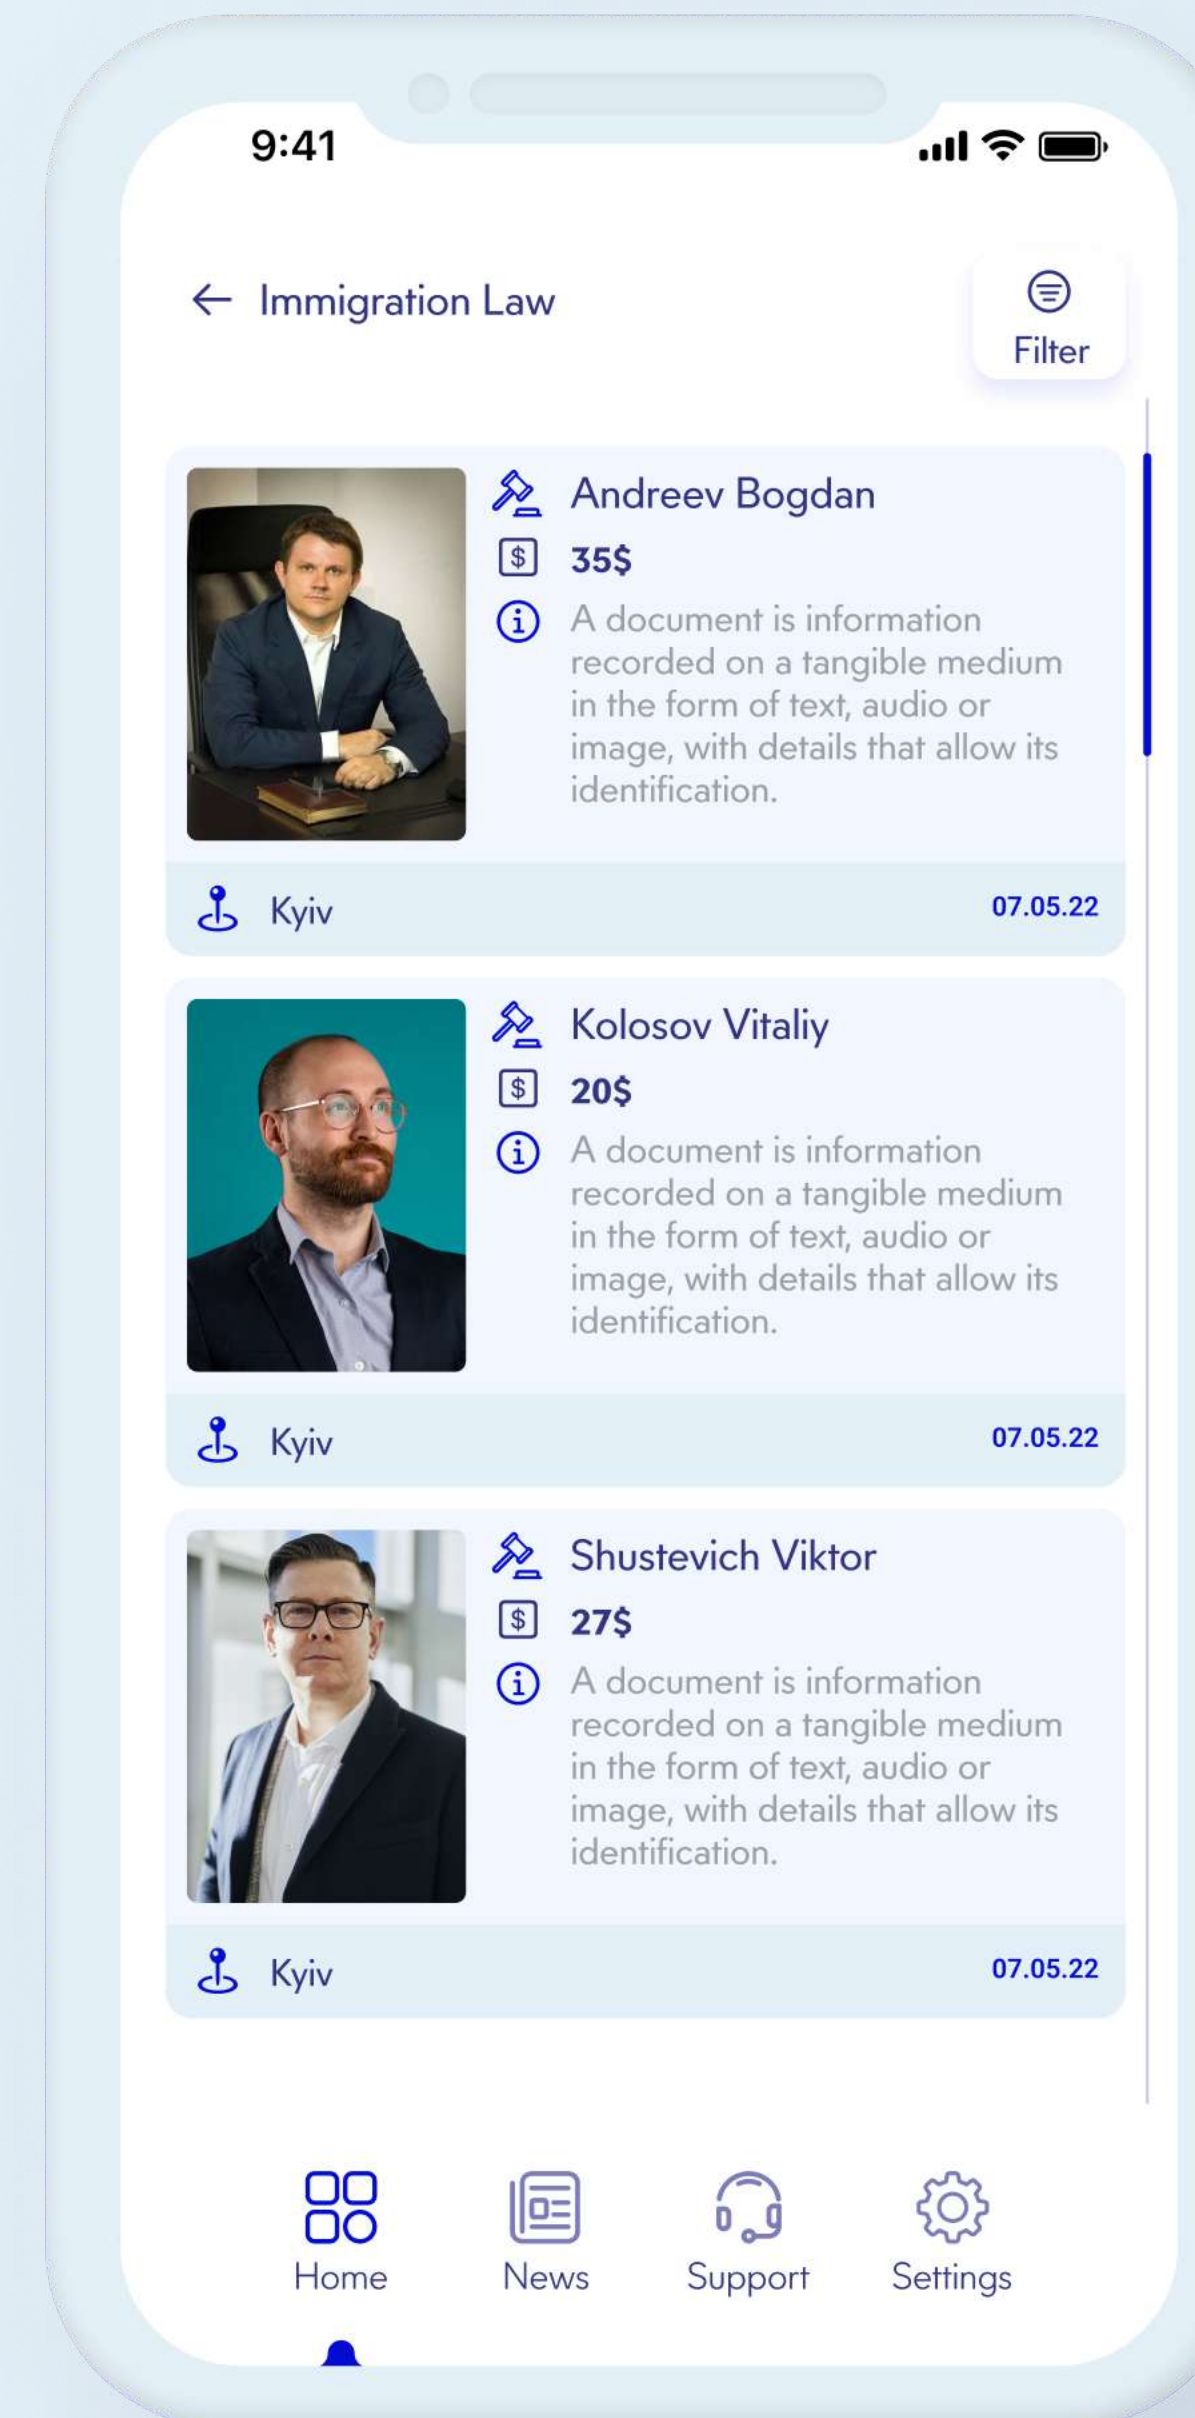 9:41
Immigration Law
Filter
Andreev Bogdan
$ 35$
A document is information
recorded on a tangible medium
in the form of text, audio or
image, with details that allow its
identification.
Kyiv
07.05.22
Kolosov Vitaliy
$ 20$
A document is information
recorded on a tangible medium
in the form of text, audio or
image, with details that allow its
identification.
Kyiv
07.05.22
Shustevich Viktor
$ 27$
A document is information
recorded on a tangible medium
in the form of text, audio or
image, with details that allow its
identification.
Kyiv
07.05.22
Home
News
Support
Settings